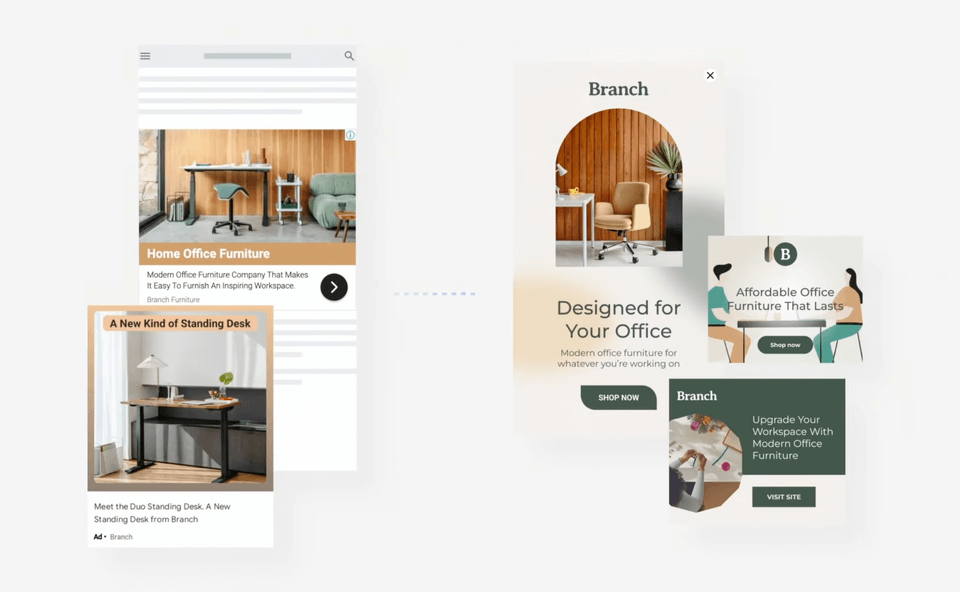 Home Office Furniture
Modern Office Furniture Company That Makes
It Easy To Furnish An Inspiring Workspace.
Branch Furniture
A New Kind of Standing Desk
Meet the Duo Standing Desk. A New
Standing Desk from Branch
Ad • Branch
Branch
Designed for
Your Office
Modern office furniture for
whatever you’re working on
SHOP NOW
B
Affordable Office
Furniture That Lasts
Shop now
Branch
Upgrade Your
Workspace With
Modern Office
Furniture
VISIT SITE